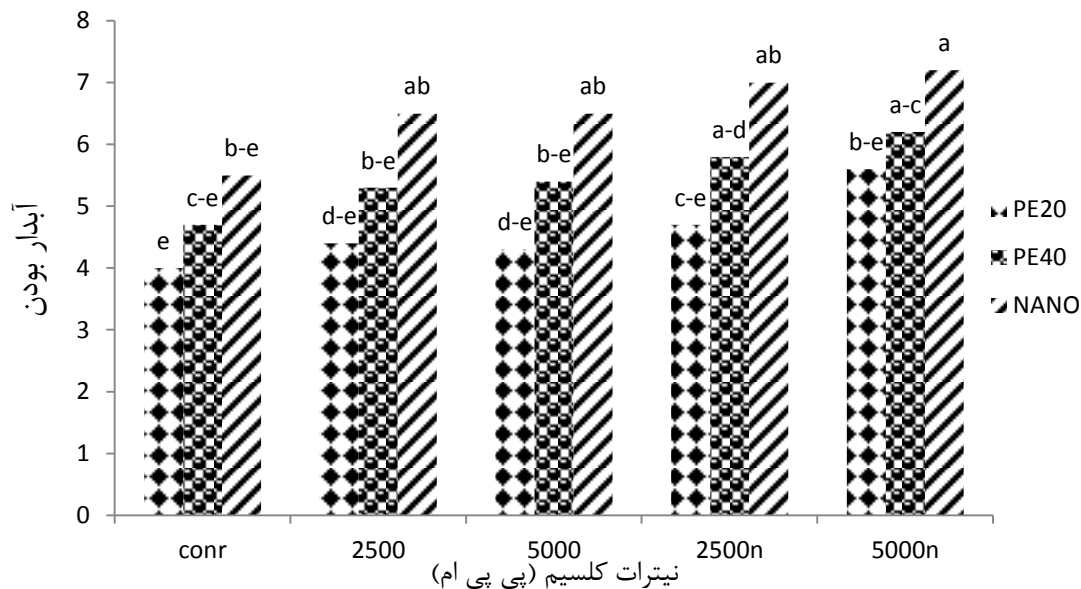 آبدار بودن
8
7
6
5
4
3
2
1
0
e
c-e
b-e
d-e
b-e
ab
d-e
b-e
ab
c-e
a-d
ab
b-e
a-c
a
conr
2500
5000
2500n
5000n
نیترات کلسیم (پی پی ام)
PE20
PE40
NANO